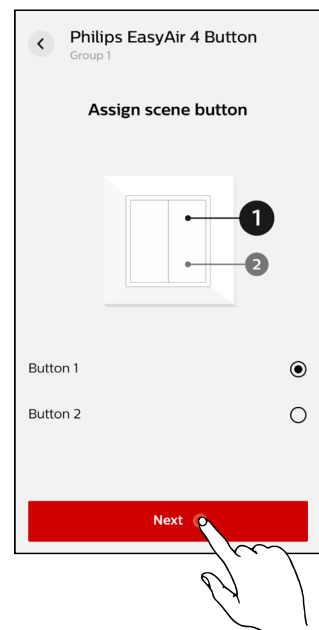 Philips EasyAir 4 Button
Group 1
Assign scene button
1
2
Button 1
Button 2
Next